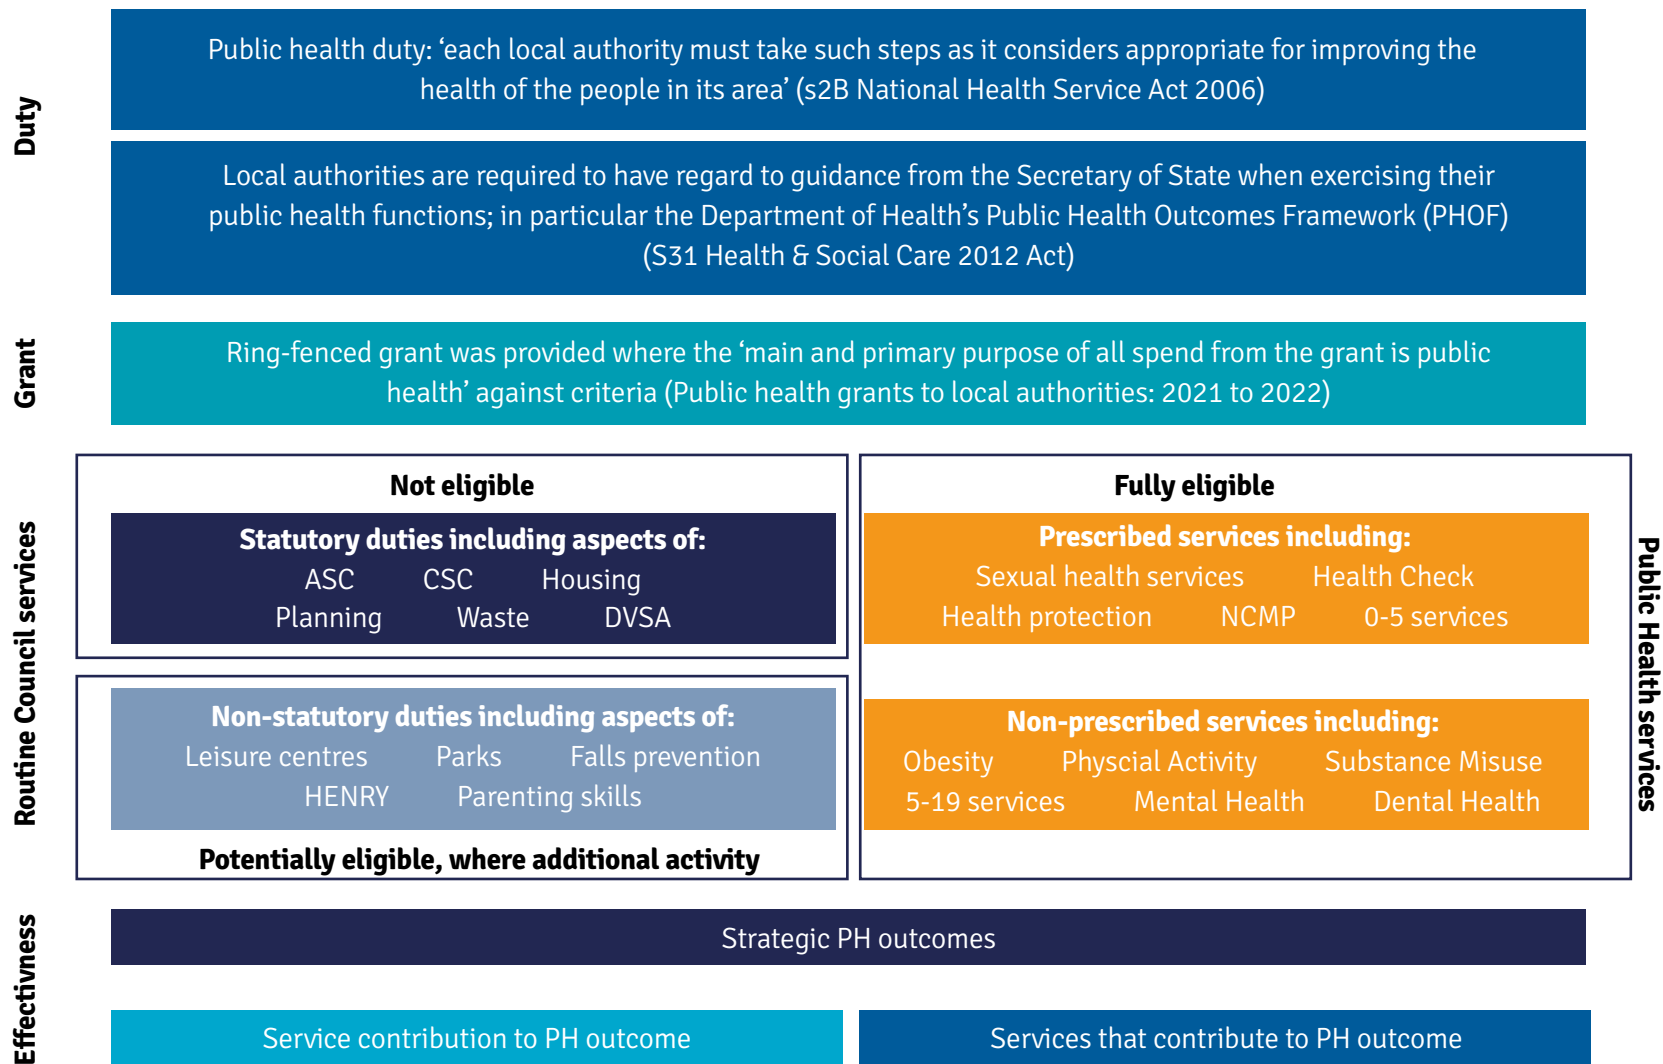 Duty
Public health duty: ‘each local authority must take such steps as it considers appropriate for improving the
health of the people in its area’ (s2B National Health Service Act 2006)
Local authorities are required to have regard to guidance from the Secretary of State when exercising their
public health functions; in particular the Department of Health’s Public Health Outcomes Framework (PHOF)
(S31 Health & Social Care 2012 Act)
Grant
Ring-fenced grant was provided where the ‘main and primary purpose of all spend from the grant is public
health’ against criteria (Public health grants to local authorities: 2021 to 2022)
Routine Council services
Not eligible
Statutory duties including aspects of:
ASC CSC Housing
Planning Waste DVSA
Non-statutory duties including aspects of:
Leisure centres Parks Falls prevention
HENRY Parenting skills
Potentially eligible, where additional activity
Fully eligible
Prescribed services including:
Sexual health services Health Check
Health protection NCMP 0-5 services
Non-prescribed services including:
Obesity Physcial Activity Substance Misuse
5-19 services Mental Health Dental Health
Public Health services
Effectivness
Strategic PH outcomes
Service contribution to PH outcome
Services that contribute to PH outcome